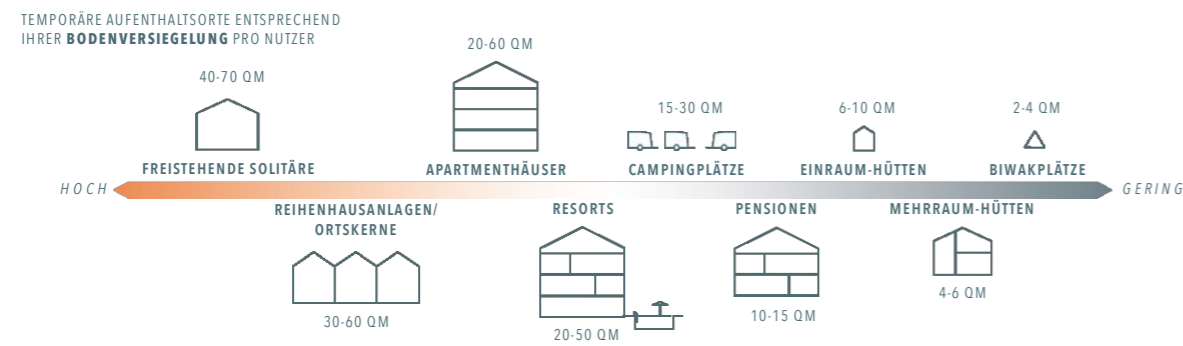 TEMPORÄRE AUFENTHALTSORTE ENTSPRECHEND
IHRER BODENVERSIEGELUNG PRO NUTZER
40-70 QM
20-60 QM
15-30 QM
6-10 QM
2-4 QM
FREISTEHENDE SOLITÄRE
APARTMENTHÄUSER
CAMPINGPLÄTZE
EINRAUM-HÜTTEN
BIWAKPLÄTZE
HOCH
GERING
REIHENHAUSANLAGEN/
ORTSKERNE
RESORTS
PENSIONEN
MEHRRAUM-HÜTTEN
30-60 QM
20-50 QM
10-15 QM
4-6 QM